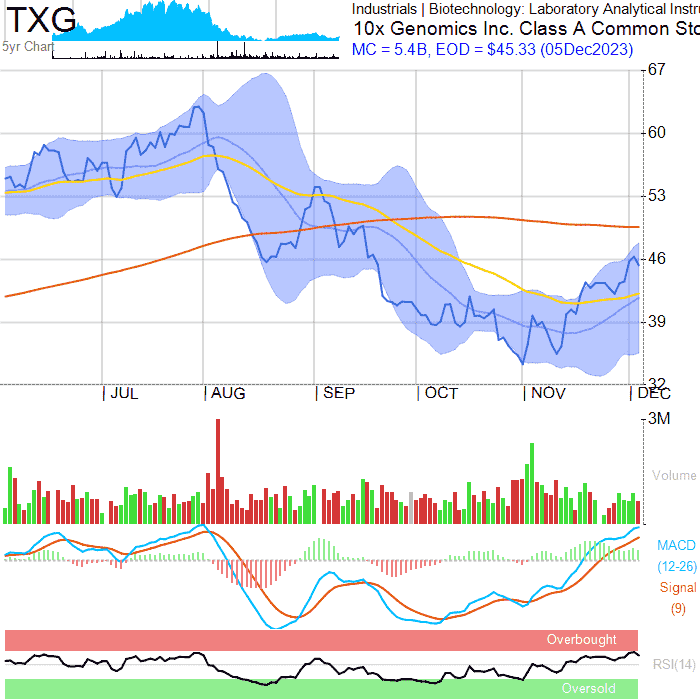 TXG
5yr Chart
Industrials | Biotechnology: Laboratory Analytical Instru
10x Genomics Inc. Class A Common Sto
MC = 5.4B, EOD = $45.33 (05Dec2023)
67
60
53
46
39
32
JUL
AUG
SEP
OCT
NOV
DEC
3M
Volume
MACD
(12-26)
Signal
(9)
Overbought
RSI(14)
Oversold